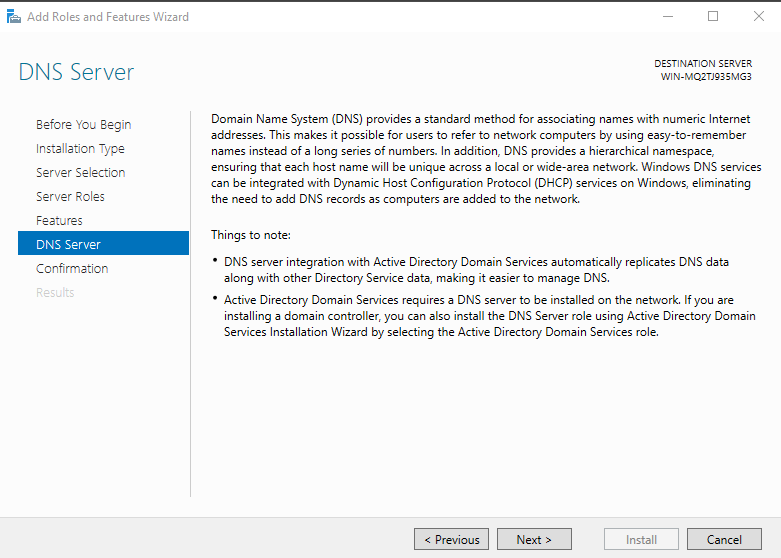 Add Roles and Features Wizard
DNS Server
DESTINATION SERVER
WIN-MQ2TJ935MG3
Before You Begin
Installation Type
Server Selection
Server Roles
Features
DNS Server
Confirmation
Results
Domain Name System (DNS) provides a standard method for associating names with numeric Internet
addresses. This makes it possible for users to refer to network computers by using easy-to-remember
names instead of a long series of numbers. In addition, DNS provides a hierarchical namespace,
ensuring that each host name will be unique across a local or wide-area network. Windows DNS services
can be integrated with Dynamic Host Configuration Protocol (DHCP) services on Windows, eliminating
the need to add DNS records as computers are added to the network.
Things to note:
• DNS server integration with Active Directory Domain Services automatically replicates DNS data
along with other Directory Service data, making it easier to manage DNS.
• Active Directory Domain Services requires a DNS server to be installed on the network. If you are
installing a domain controller, you can also install the DNS Server role using Active Directory Domain
Services Installation Wizard by selecting the Active Directory Domain Services role.
< Previous
Next >
Install
Cancel